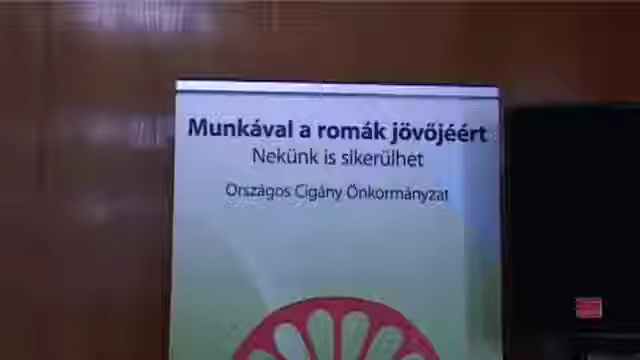 Munkával a romák jövőjéért
Nekünk is sikerülhet
Országos Cigány Önkormányzat